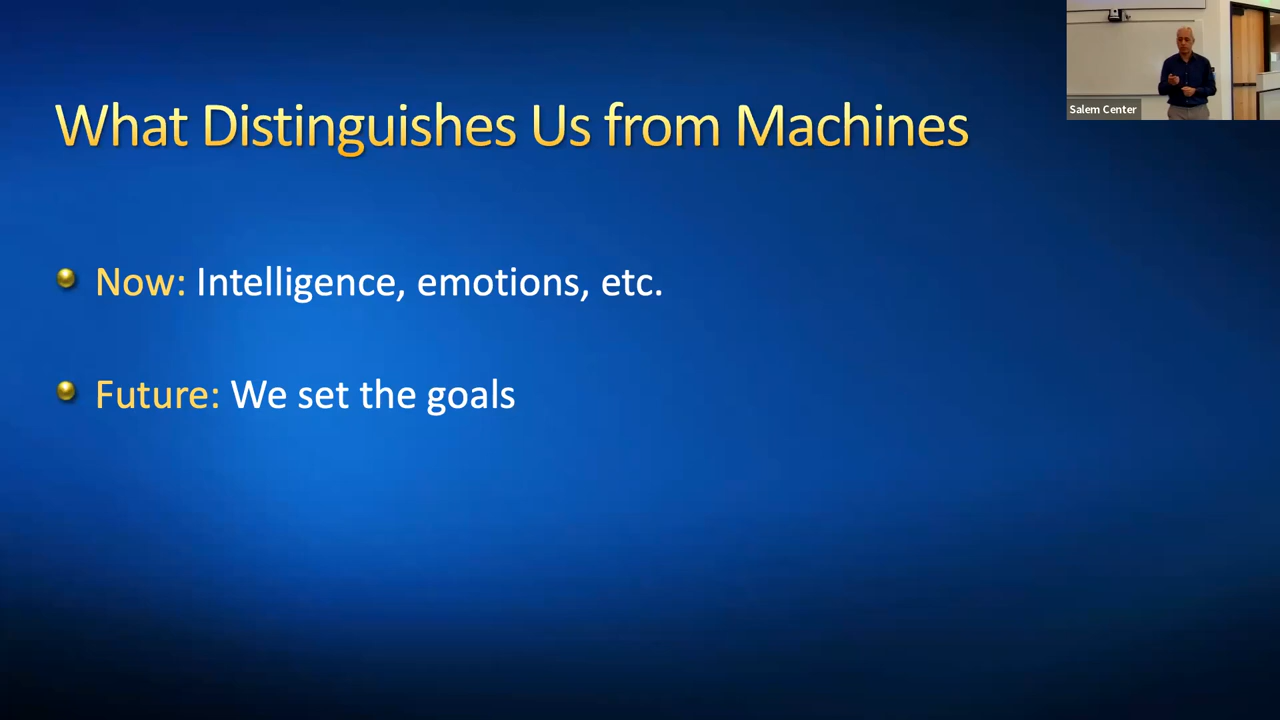 What Distinguishes Us from Machines
Salem Center
Now: Intelligence, emotions, etc.
Future: We set the goals